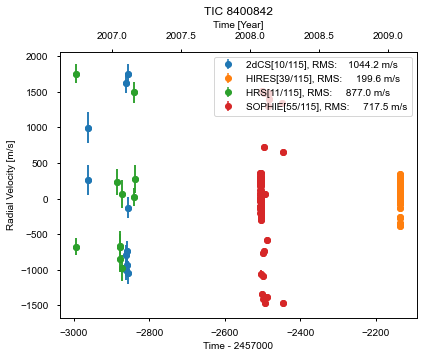 TIC 8400842
Time [Year]
2007.0 2007.5 2008.0 2008.5 2009.0
2dCS[10/115], RMS: 1044.2 m/s
HIRES[39/115], RMS: 199.6 m/s
HRS[11/115], RMS: 877.0 m/s
SOPHIE[55/115], RMS: 717.5 m/s
Radial Velocity [m/s]
2000
1500
1000
500
0
−500
−1000
−1500
−3000 −2800 −2600 −2400 −2200
Time - 2457000